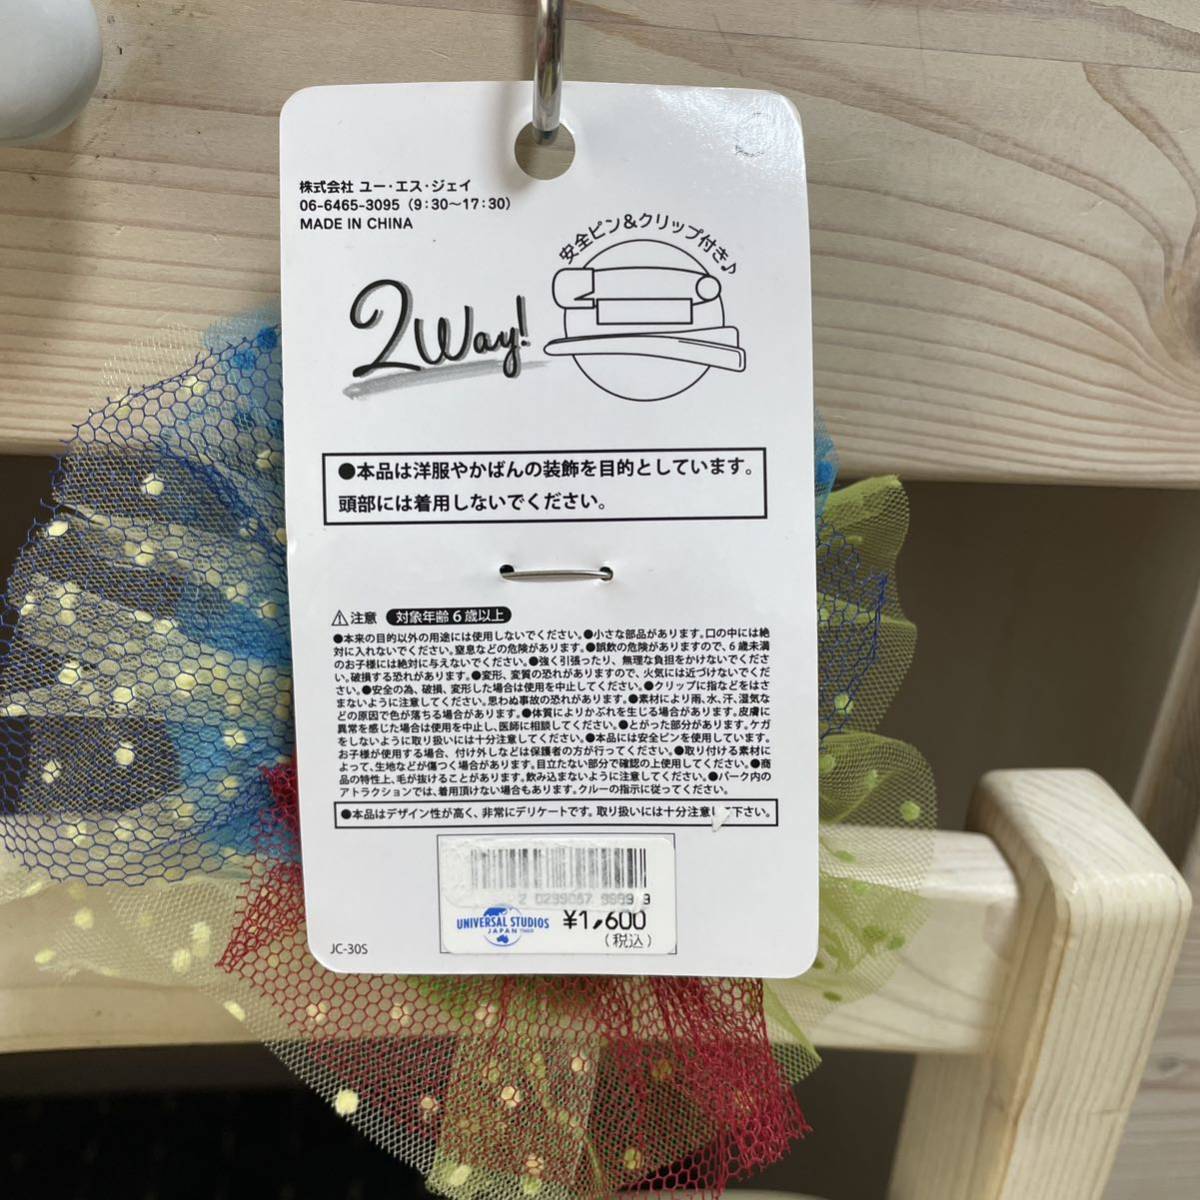 株式会社 ユー・エス・ジェイ
06-6465-3095（9:30〜17:30）
MADE IN CHINA
安全ピン&クリップ付き♪
2Way!
●本品は洋服やかばんの装飾を目的としています。
頭部には着用しないでください。
⚠注意 対象年齢6歳以上
●本来の目的以外の用途には使用しないでください。●小さな部品があります。口の中には絶
対に入れないでください。窒息などの危険があります。●誤飲の危険がありますので、6歳未満
のお子様には絶対に与えないでください。●強く引張ったり、無理な負担をかけないでくださ
い。破損する恐れがあります。●変形、変質の恐れがありますので、火気には近づけないでくだ
さい。●安全の為、破損、変形した場合は使用を中止してください。●クリップに指などをはさ
まないように注意してください。思わぬ事故の恐れがあります。●素材により雨、水、汗、湿気な
どの原因で色が落ちる場合があります。●体質によりかぶれを生じる場合があります。皮膚に
異常を感じた場合は使用を中止し、医師に相談してください。●とがった部分があります。ケガ
をしないように取り扱いには十分注意してください。●本品には安全ピンを使用しています。
お子様が使用する場合、付け外しなどは保護者の方が行ってください。●取り付ける素材に
よって、生地などが傷つく場合があります。目立たない部分で確認の上使用してください。●商
品の特性上、毛が抜けることがあります。飲み込まないように注意してください。●パーク内の
アトラクションでは、着用頂けない場合もあります。クルーの指示に従ってください。
●本品はデザイン性が高く、非常にデリケートです。取り扱いには十分注意して下さい。
UNIVERSAL STUDIOS
JAPAN
¥1,600
（税込）
JC-30S